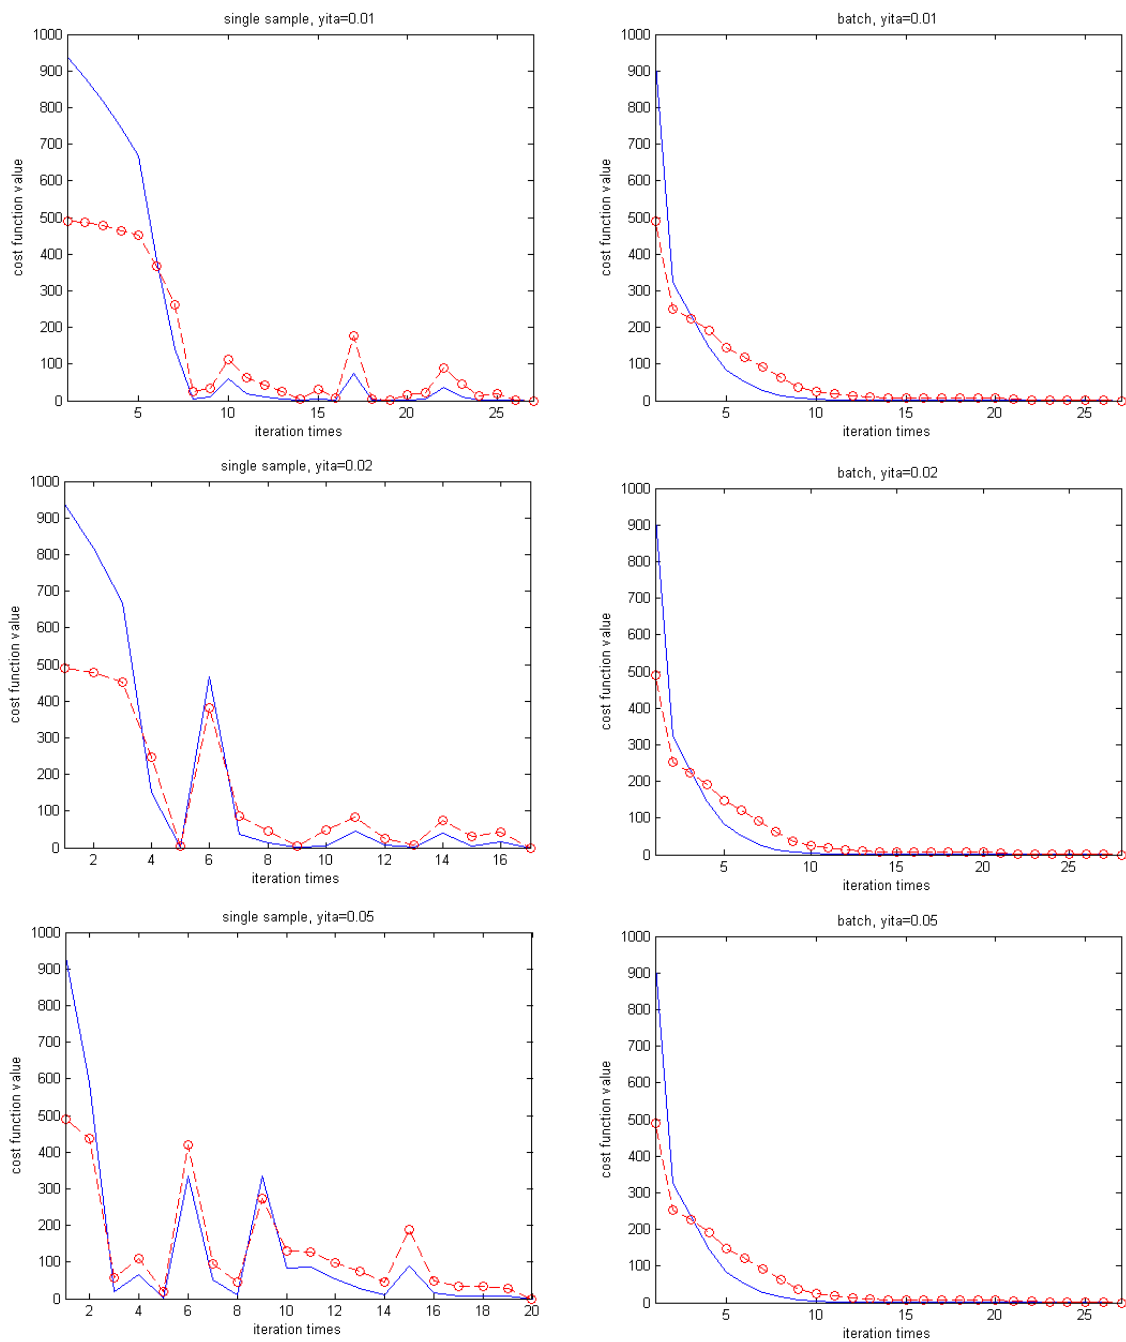 single sample, yita=0.01
1000
900
800
700
600
500
400
300
200
100
0
cost function value
5 10 15 20 25
iteration times
batch, yita=0.01
1000
900
800
700
600
500
400
300
200
100
0
cost function value
5 10 15 20 25
iteration times
single sample, yita=0.02
1000
900
800
700
600
500
400
300
200
100
0
cost function value
2 4 6 8 10 12 14 16
iteration times
batch, yita=0.02
1000
900
800
700
600
500
400
300
200
100
0
cost function value
5 10 15 20 25
iteration times
single sample, yita=0.05
1000
900
800
700
600
500
400
300
200
100
0
cost function value
2 4 6 8 10 12 14 16 18 20
iteration times
batch, yita=0.05
1000
900
800
700
600
500
400
300
200
100
0
cost function value
5 10 15 20 25
iteration times